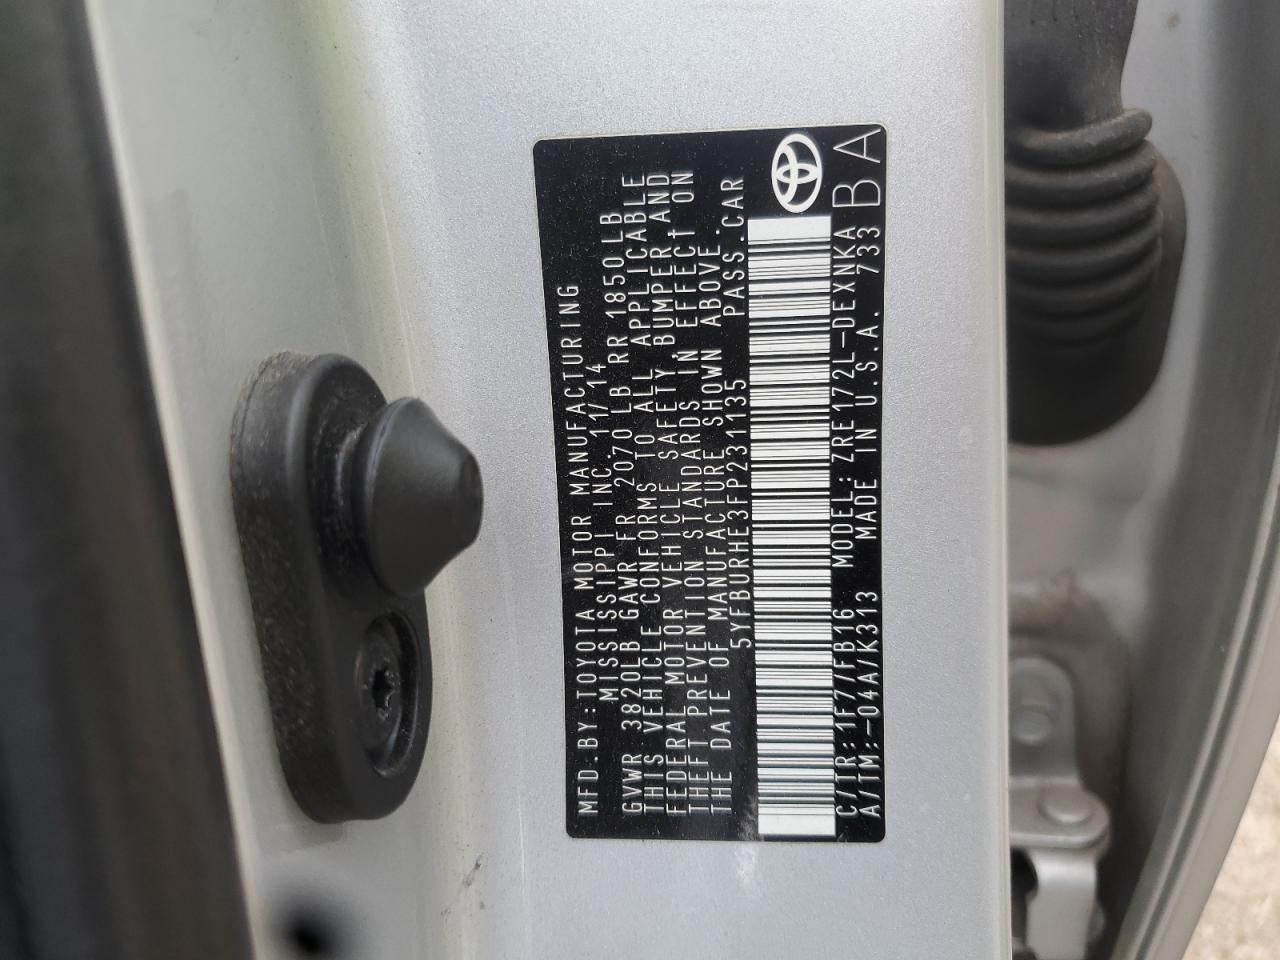 MFD.BY:TOYOTA MOTOR MANUFACTURING
MISSISSIPPI INC. 11/14
GVWR 3820LB GAWR FR 2070 LB RR 1850 LB
THIS VEHICLE CONFORMS TO ALL APPLICABLE
FEDERAL MOTOR VEHICLE SAFETY, BUMPER, AND
THEFT PREVENTION STANDARDS IN EFFECT ON
THE DATE OF MANUFACTURE SHOWN ABOVE.
5YFBURHE3FP231135 PASS.CAR
C/TR:1F7/FB16 MODEL:ZRE172L-DEXNKA BA
A/TM:-04A/K313 MADE IN U.S.A. 733